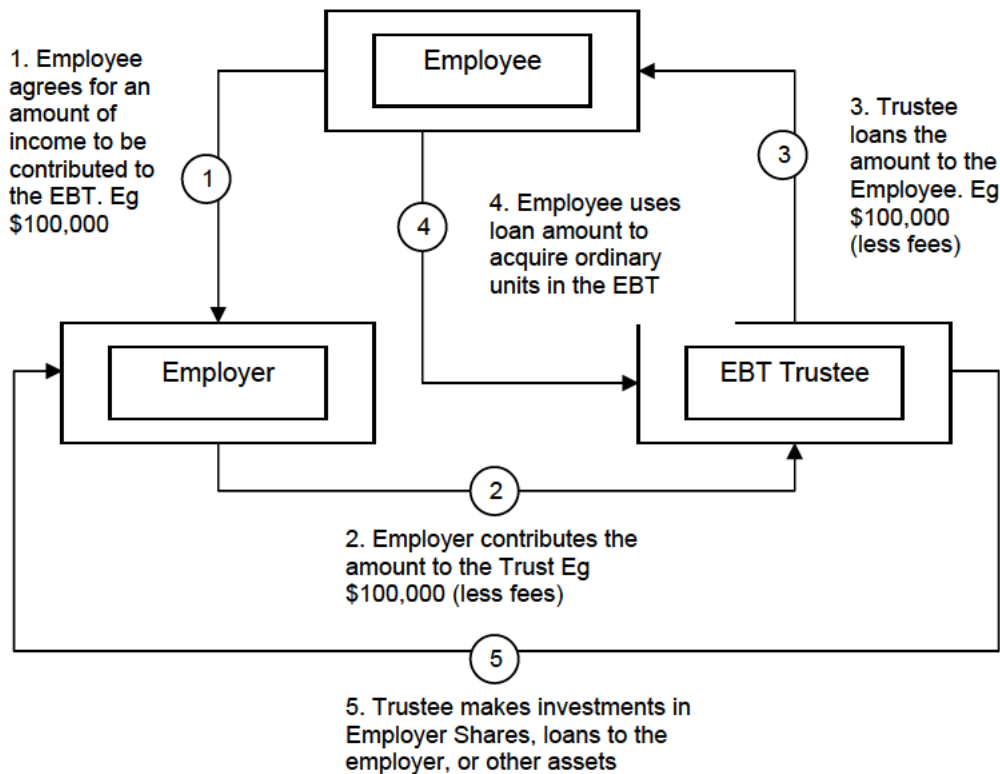 Employee
1. Employee
agrees for an
amount of
income to be
contributed to
the EBT. Eg
$100,000
1
4
4. Employee uses
loan amount to
acquire ordinary
units in the EBT
3
3. Trustee
loans the
amount to the
Employee. Eg
$100,000
(less fees)
Employer
EBT Trustee
2
2. Employer contributes the
amount to the Trust Eg
$100,000 (less fees)
5
5. Trustee makes investments in
Employer Shares, loans to the
employer, or other assets